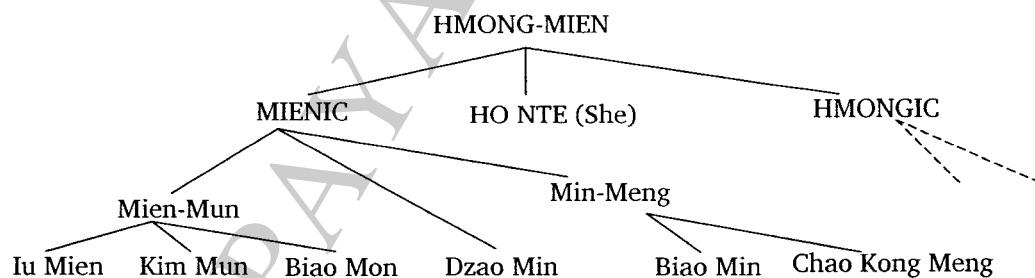 HMONG-MIEN
MIENIC HO NTE (She) HMONGIC
Mien-Mun Min-Meng
Iu Mien Kim Mun Biao Mon Dzao Min Biao Min Chao Kong Meng